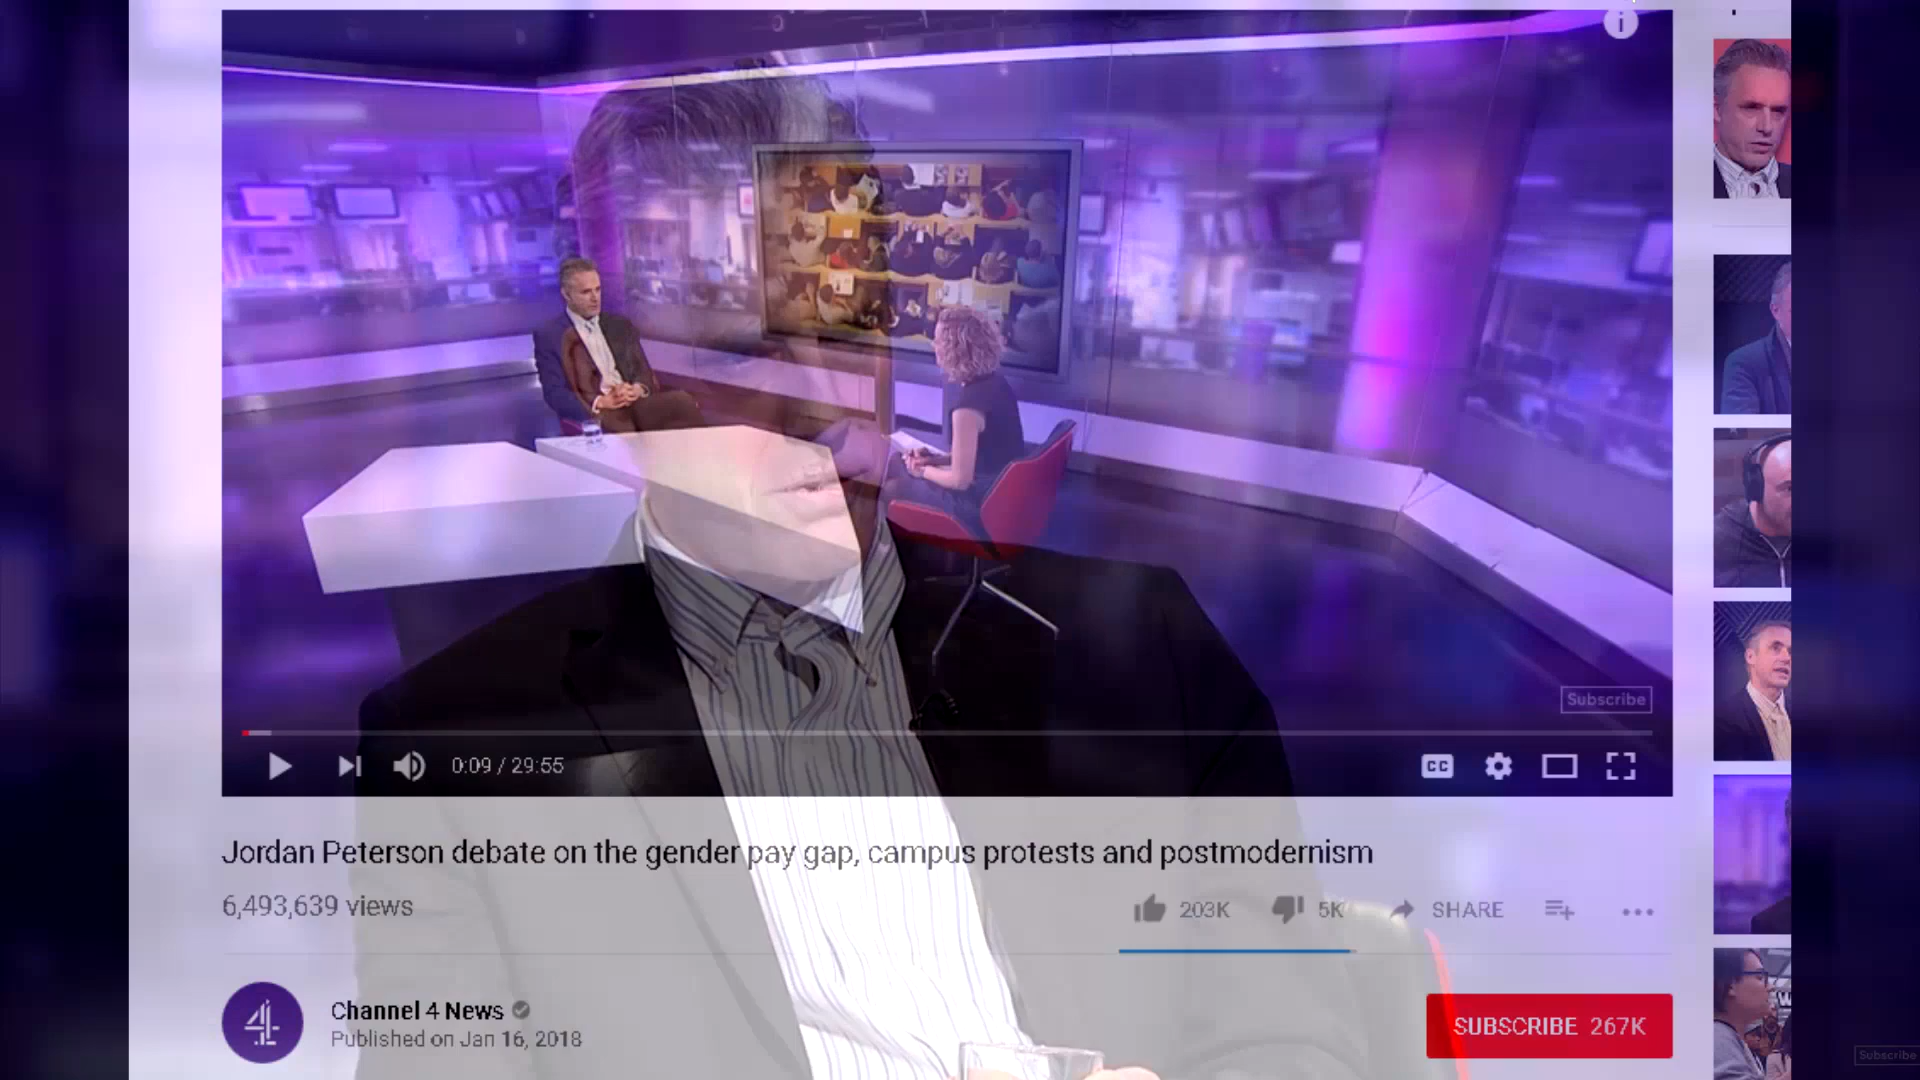 i
Subscribe
0:09 / 29:55
CC
Jordan Peterson debate on the gender pay gap, campus protests and postmodernism
6,493,639 views
203K
5K
SHARE
Channel 4 News
Published on Jan 16, 2018
SUBSCRIBE 267K
Subscribe